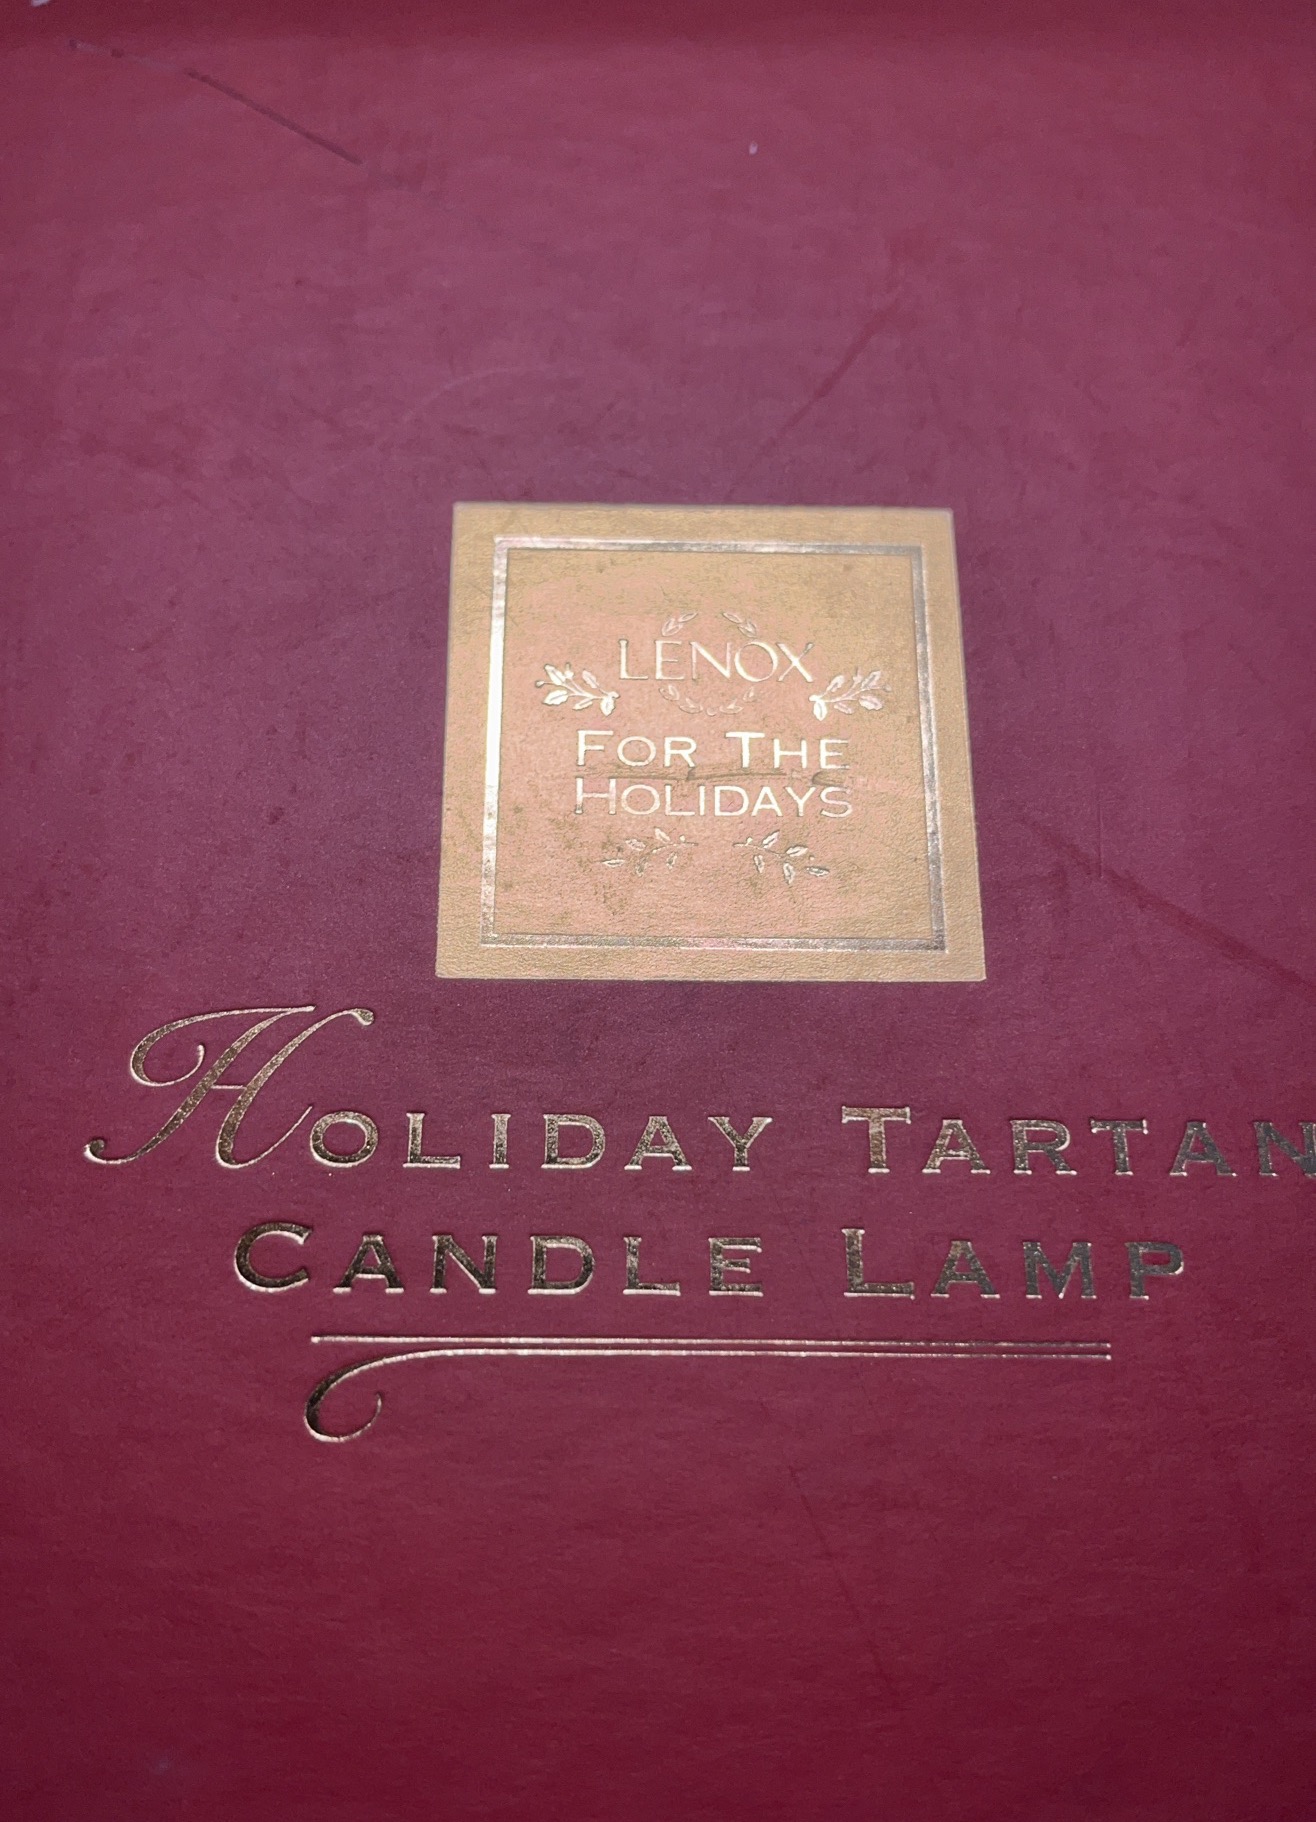 LENOX
FOR THE
HOLIDAYS
HOLIDAY TARTAN
CANDLE LAMP